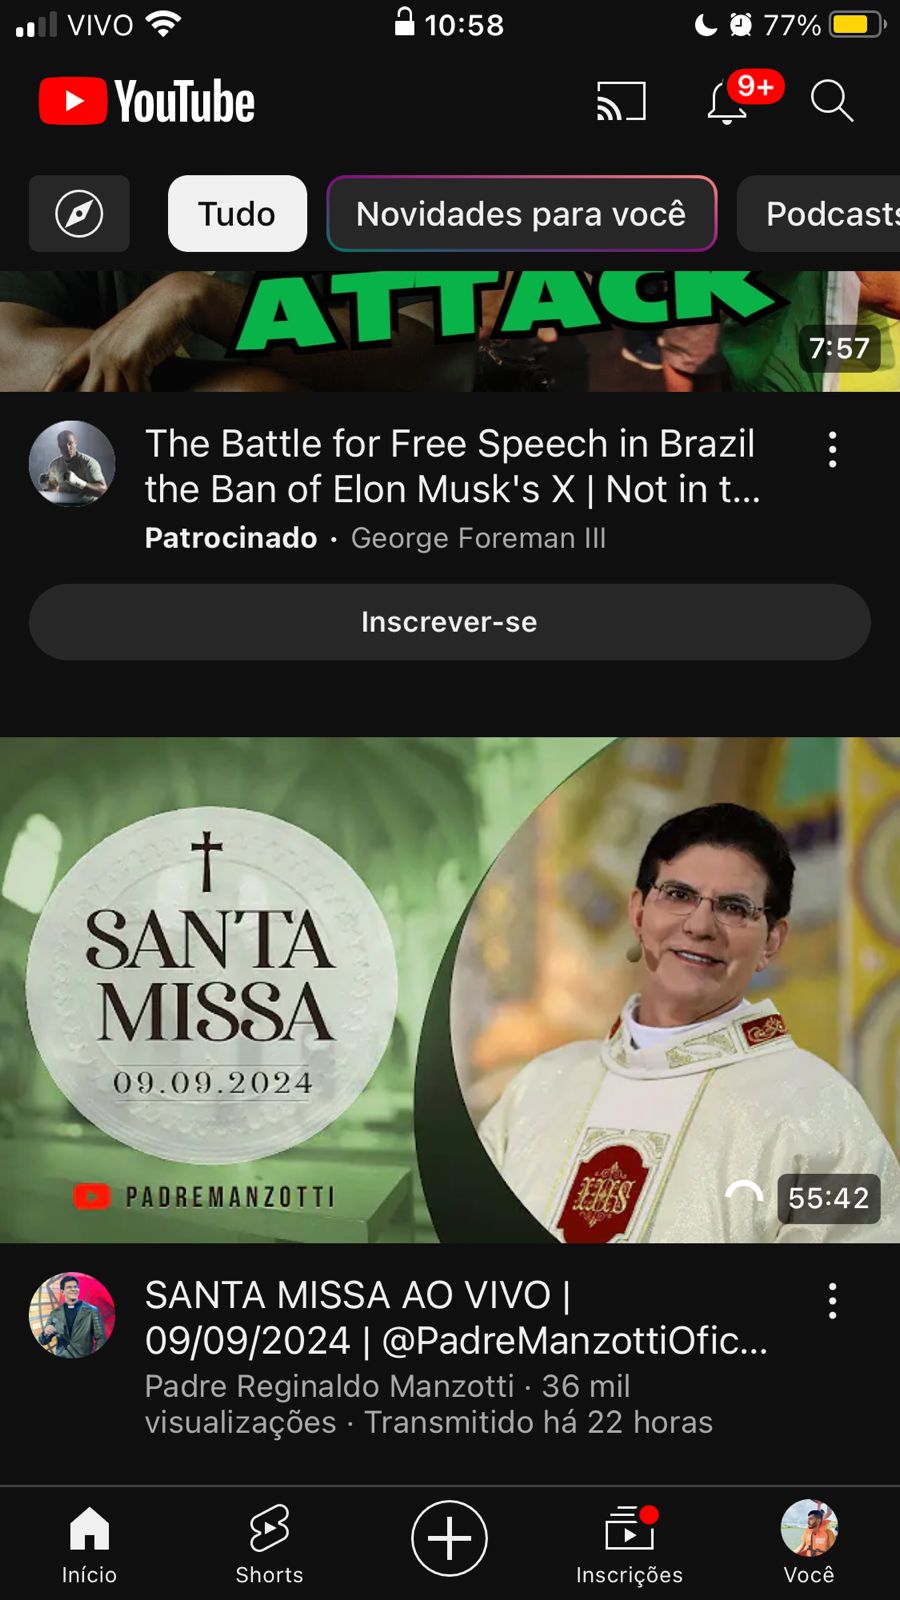 VIVO 10:58 77%
YouTube 9+
Tudo Novidades para você Podcasts
ATTACK
7:57
The Battle for Free Speech in Brazil
the Ban of Elon Musk's X | Not in t...
Patrocinado · George Foreman III
Inscrever-se
SANTA
MISSA
09.09.2024
PADREMANZOTTI
55:42
SANTA MISSA AO VIVO |
09/09/2024 | @PadreManzottiOfic...
Padre Reginaldo Manzotti · 36 mil
visualizações · Transmitido há 22 horas
Início Shorts Inscrições Você